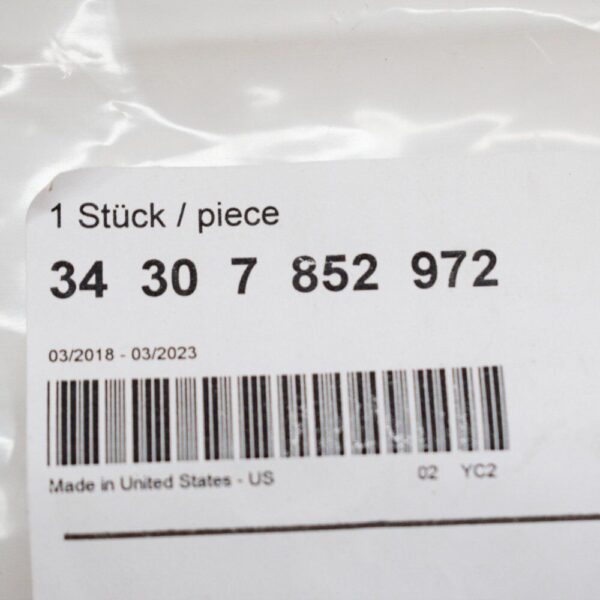 1 Stück / piece
34 30 7 852 972
03/2018 - 03/2023
Made in United States - US 02 YC2